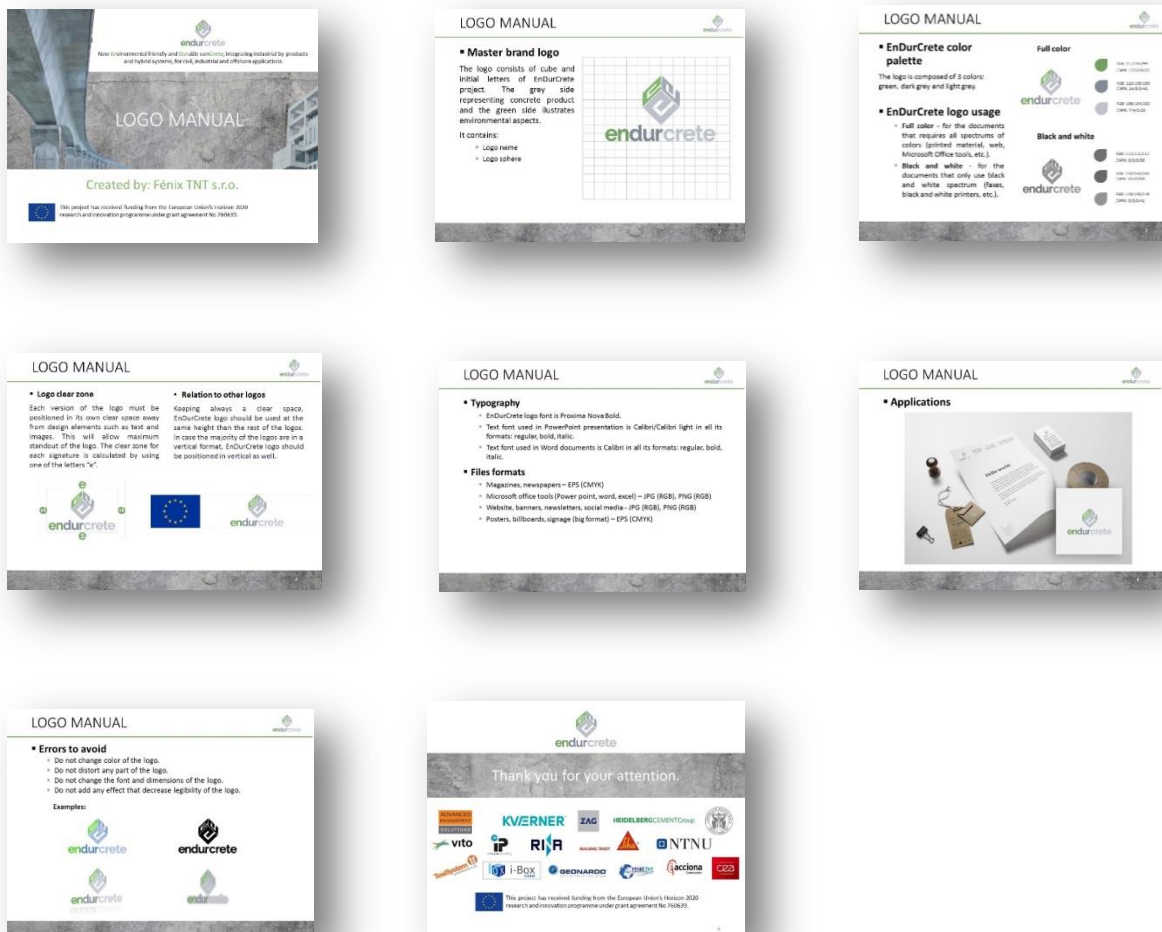 endurcrete
New Environmental friendly and Durable conCrete, integrating industrial by-products
and hybrid systems, for civil, industrial and offshore applications
LOGO MANUAL
Created by: Fénix TNT s.r.o.
This project has received funding from the European Union's Horizon 2020
research and innovation programme under grant agreement No 760639.
LOGO MANUAL
endurcrete
▪ Master brand logo
The logo consists of cube and
initial letters of EnDurCrete
project. The grey side
representing concrete product
and the green side illustrates
environmental aspects.
It contains:
Logo name
Logo sphere
endurcrete
LOGO MANUAL
endurcrete
▪ EnDurCrete color
palette
The logo is composed of 3 colors:
green, dark grey and light grey.
▪ EnDurCrete logo usage
Full color - for the documents
that requires all spectrums of
colors (printed material, web,
Microsoft Office tools, etc.).
Black and white - for the
documents that only use black
and white spectrum (faxes,
black and white printers, etc.).
Full color
endurcrete
Black and white
endurcrete
LOGO MANUAL
endurcrete
• Logo clear zone
Each version of the logo must be
positioned in its own clear space away
from design elements such as text and
images. This will allow maximum
standout of the logo. The clear zone for
each signature is calculated by using
one of the letters "e".
e
e
e
endurcrete
e
• Relation to other logos
Keeping always a clear space,
EnDurCrete logo should be used at the
same height than the rest of the logos.
In case the majority of the logos are in a
vertical format, EnDurCrete logo should
be positioned in vertical as well.
endurcrete
LOGO MANUAL
endurcrete
▪ Typography
EnDurCrete logo font is Proxima Nova Bold.
Text font used in PowerPoint presentation is Calibri/Calibri light in all its
formats: regular, bold, italic.
Text font used in Word documents is Calibri in all its formats: regular, bold,
italic.
▪ Files formats
Magazines, newspapers – EPS (CMYK)
Microsoft office tools (Power point, word, excell) – JPG (RGB), PNG (RGB)
Website, banners, newsletters, social media - JPG (RGB), PNG (RGB)
Posters, billboards, signage (big format) – EPS (CMYK)
LOGO MANUAL
endurcrete
▪ Applications
Hello world.
endurcrete
LOGO MANUAL
endurcrete
▪ Errors to avoid
Do not change color of the logo.
Do not distort any part of the logo.
Do not change the font and dimensions of the logo.
Do not add any effect that decrease legibility of the logo.
Examples:
endurcrete
endurcrete
endurcrete
endurcrete
Thank you for your attention.
ADVANCED
MANAGEMENT
SOLUTIONS
KVÆRNER
ZAG
HEIDELBERGCEMENTGroup
vito
RINA
BUILDING TRUST
Sika
NTNU
i-Box
GEONARDO
acciona
cea
This project has received funding from the European Union's Horizon 2020
research and innovation programme under grant agreement No 760639.